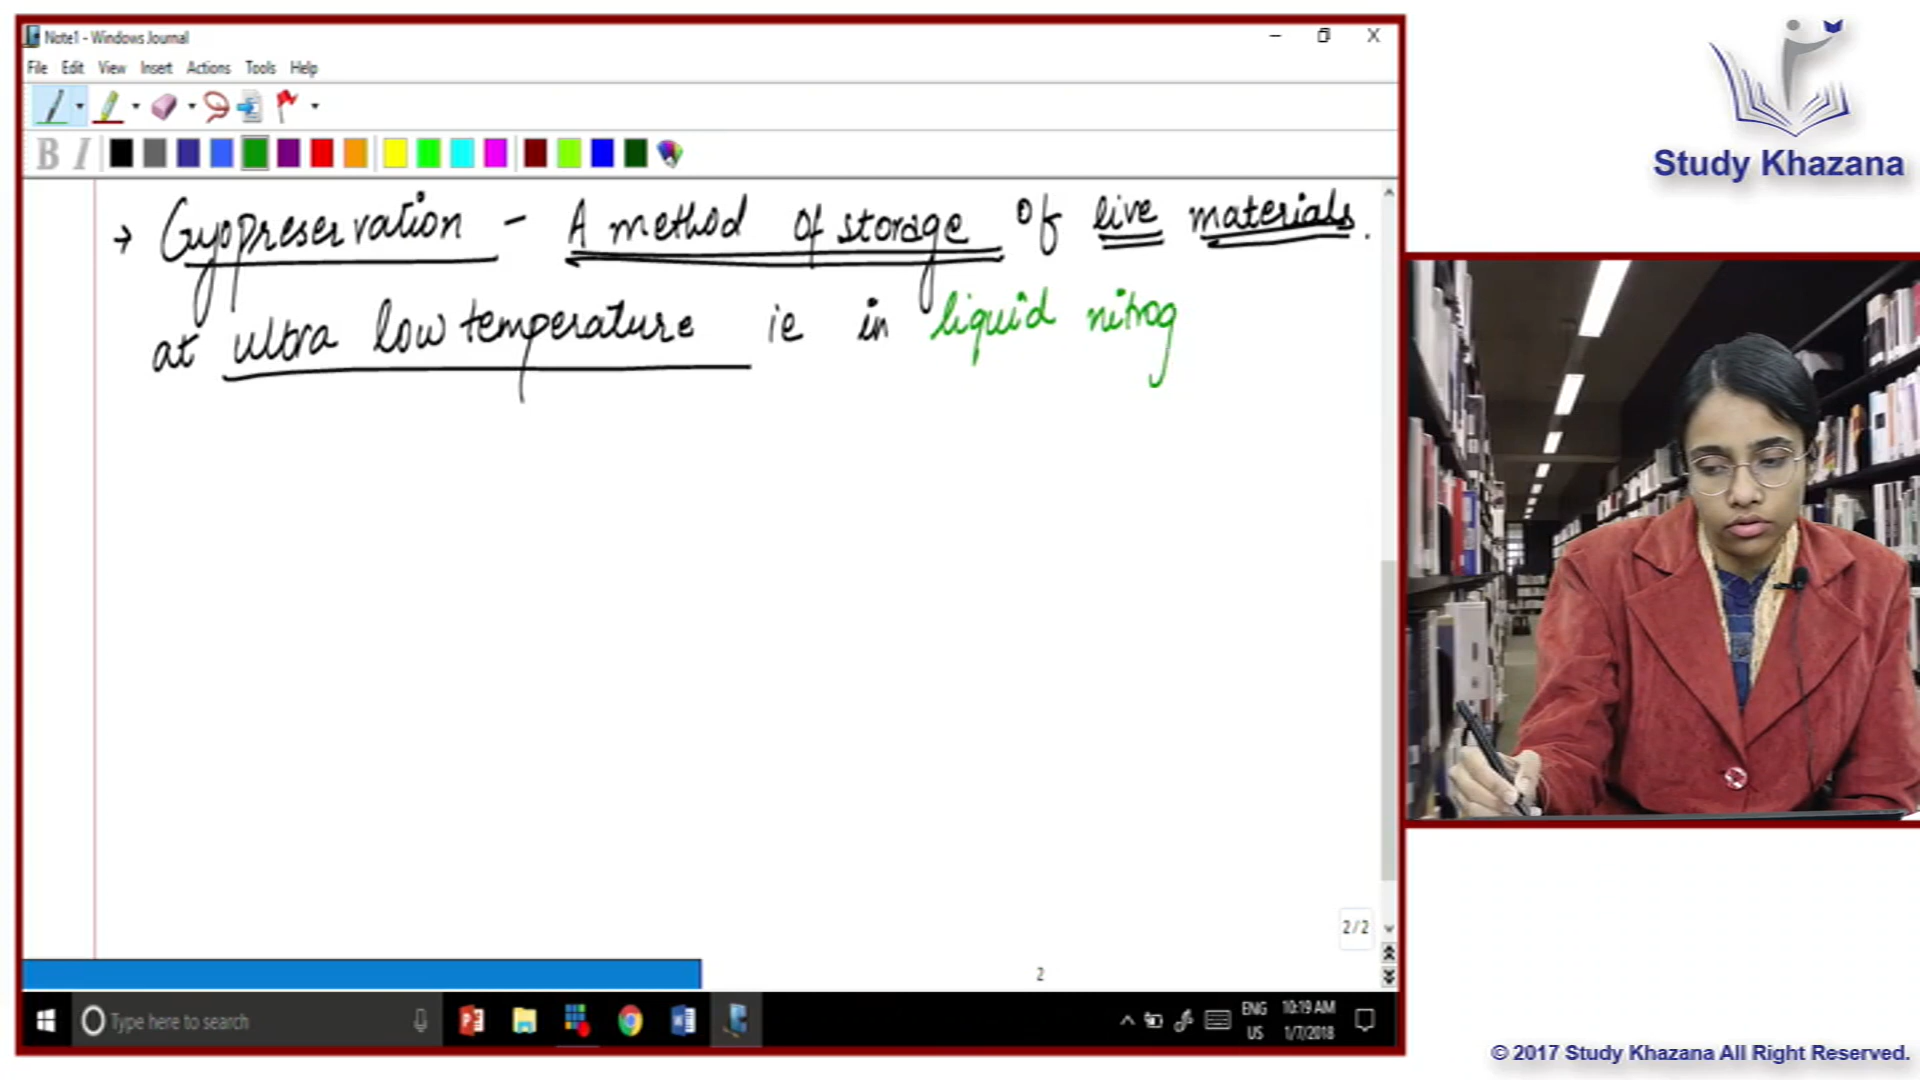 Note1 - Windows Journal
File Edit View Insert Actions Tools Help
B I
→ Cryopreservation - A method of storage of live materials.
at ultra low temperature ie in liquid nitrog
2/2
2
Type here to search
ENG
US
10:19 AM
1/7/2018
Study Khazana
© 2017 Study Khazana All Right Reserved.